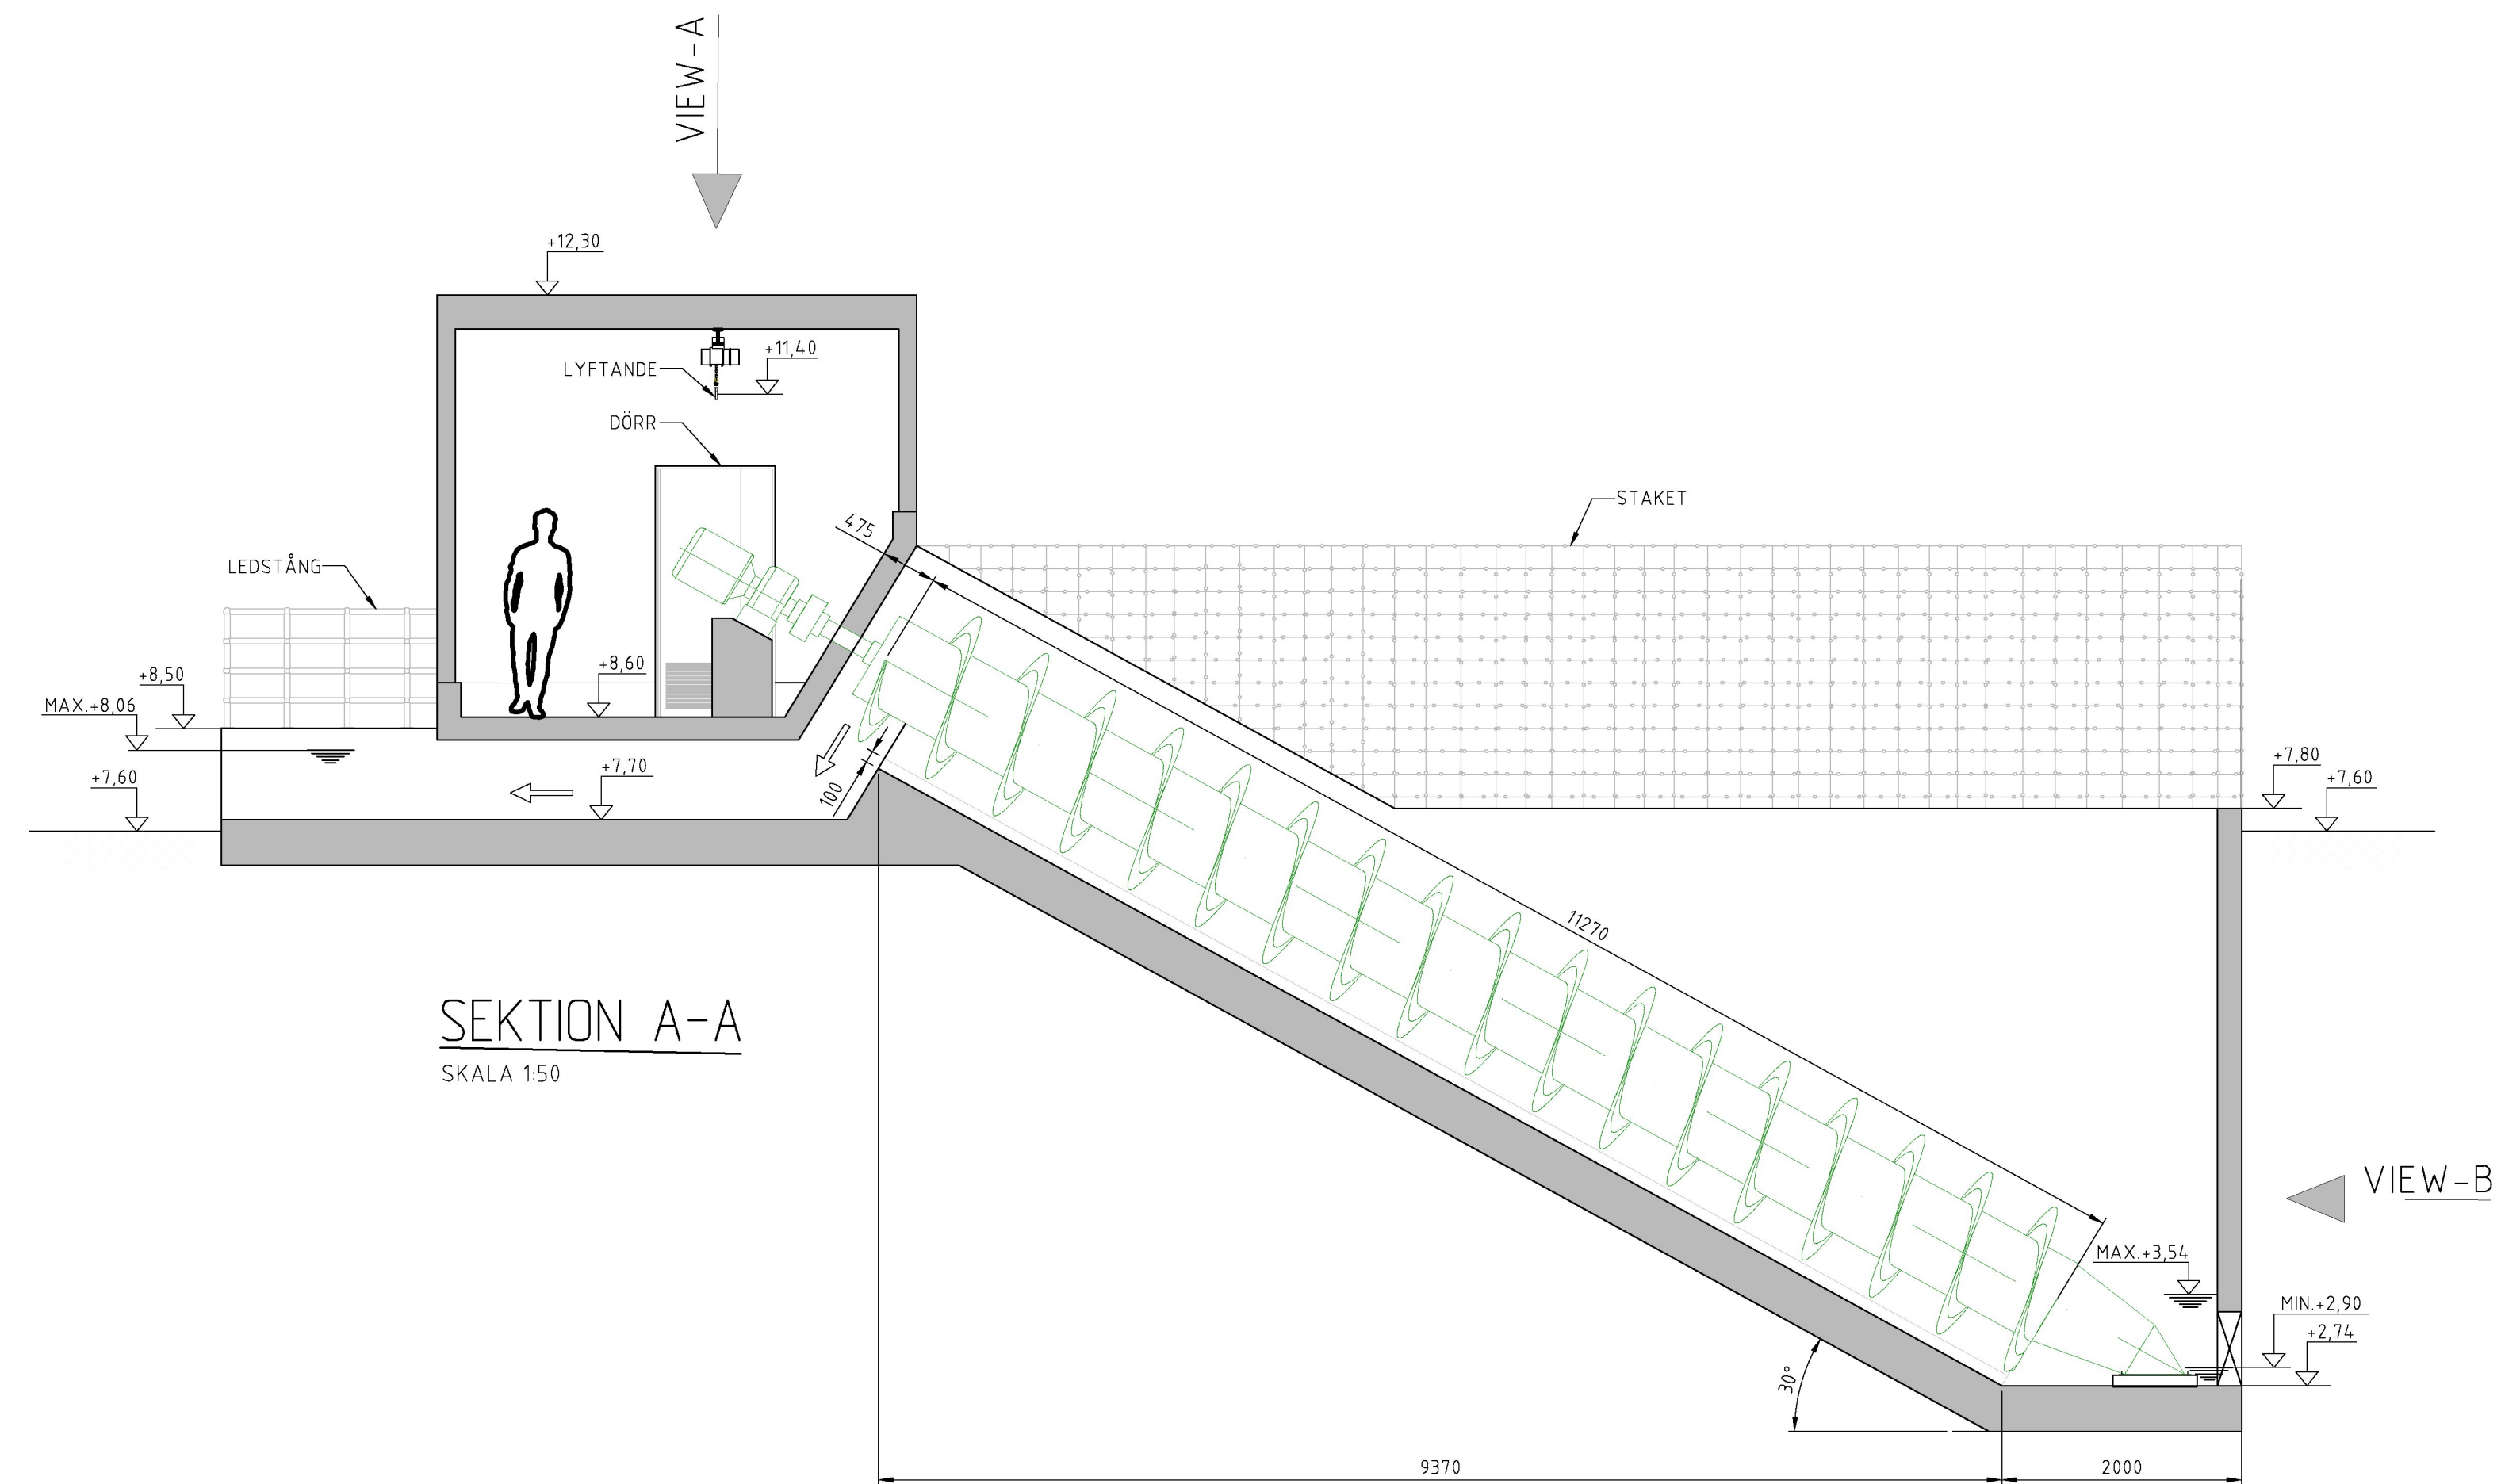 VIEW-A
+12,30
+11,40
LYFTANDE
DÖRR
475
STAKET
LEDSTÅNG
+8,60
+8,50
MAX.+8,06
+7,80
+7,70
+7,60
+7,60
100
11270
SEKTION A-A
SKALA 1:50
VIEW-B
MAX.+3,54
MIN.+2,90
+2,74
30°
9370
2000